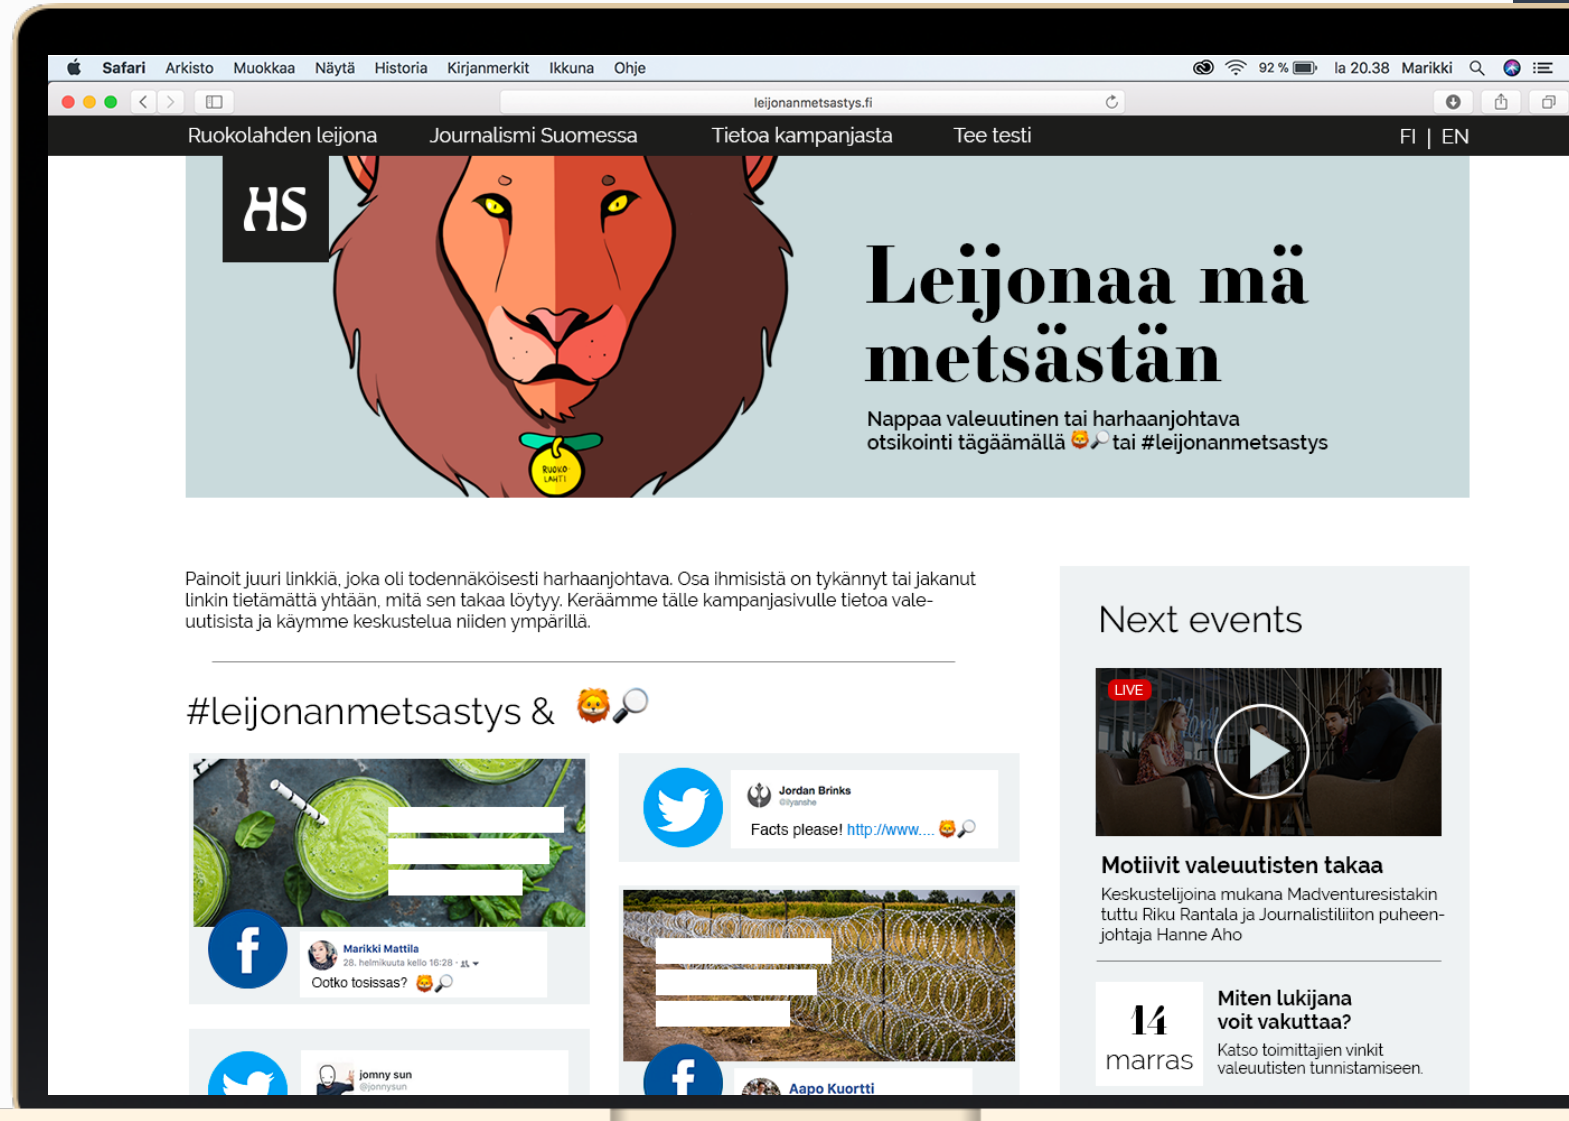 Safari Arkisto Muokkaa Näytä Historia Kirjanmerkit Ikkuna Ohje
92 % la 20.38 Marikki
leijonanmetsastys.fi
Ruokolahden leijona Journalismi Suomessa Tietoa kampanjasta Tee testi FI | EN
HS
Leijonaa mä
metsästän
Nappaa valeuutinen tai harhaanjohtava
otsikointi tägäämällä 🦁🔎 tai #leijonanmetsastys
RUOKO-
LAHTI
Painoit juuri linkkiä, joka oli todennäköisesti harhaanjohtava. Osa ihmisistä on tykännyt tai jakanut
linkin tietämättä yhtään, mitä sen takaa löytyy. Keräämme tälle kampanjasivulle tietoa vale-
uutisista ja käymme keskustelua niiden ympärillä.
#leijonanmetsastys & 🦁🔎
Marikki Mattila
28. helmikuuta kello 16:28
Ootko tosissas? 🦁🔎
jomny sun
@jonnysun
Jordan Brinks
@ilyanshe
Facts please! http://www.... 🦁🔎
Aapo Kuortti
Next events
LIVE
Motiivit valeuutisten takaa
Keskustelijoina mukana Madventuresistakin
tuttu Riku Rantala ja Journalistiliiton puheen-
johtaja Hanne Aho
14
marras
Miten lukijana
voit vakuttaa?
Katso toimittajien vinkit
valeuutisten tunnistamiseen.